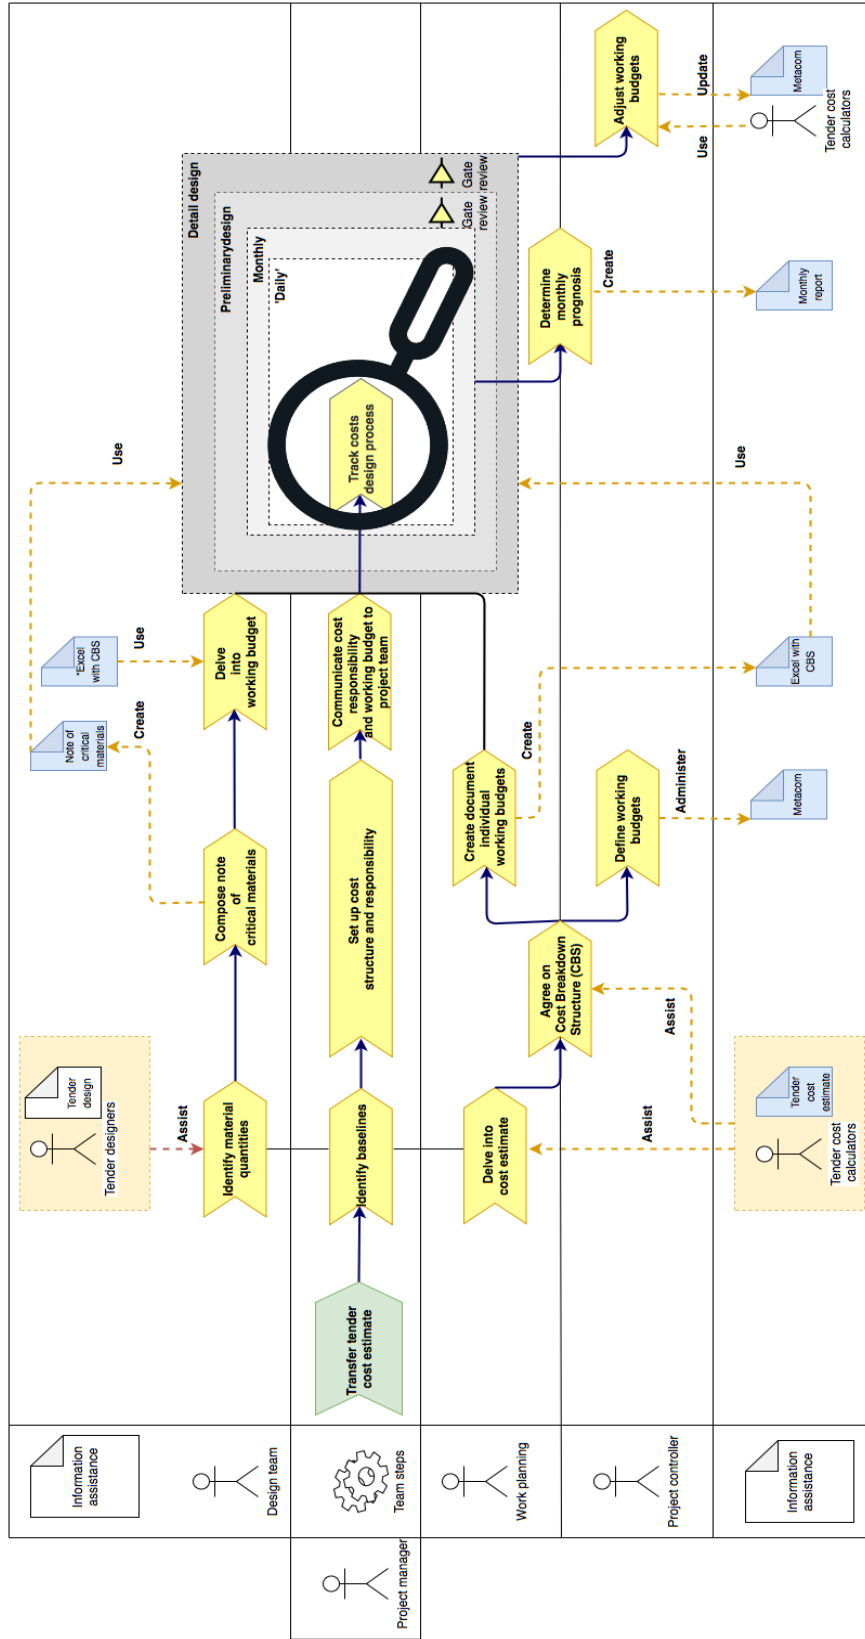 Information
assistance
Design team
Project manager
Team steps
Work planning
Project controller
Information
assistance
Tender designers
Tender
design
Assist
Identify material
quantities
Compose note
of
critical materials
Create
Note of
critical
materials
*Excel
with CBS
Use
Delve
into
working budget
Use
Transfer tender
cost estimate
Identify baselines
Set up cost
structure and responsibility
Communicate cost
responsibility
and working budget to
project team
Detail design
Preliminarydesign
Monthly
'Daily'
Track costs
design process
Gate
review
Gate
review
Delve into
cost estimate
Agree on
Cost Breakdown
Structure (CBS)
Create document
individual
working budgets
Create
Define working
budgets
Administer
Determine
monthly
prognosis
Create
Adjust working
budgets
Use
Update
Assist
Assist
Tender cost
calculators
Tender
cost
estimate
Metacom
Excel with
CBS
Use
Monthly
report
Tender cost
calculators
Metacom